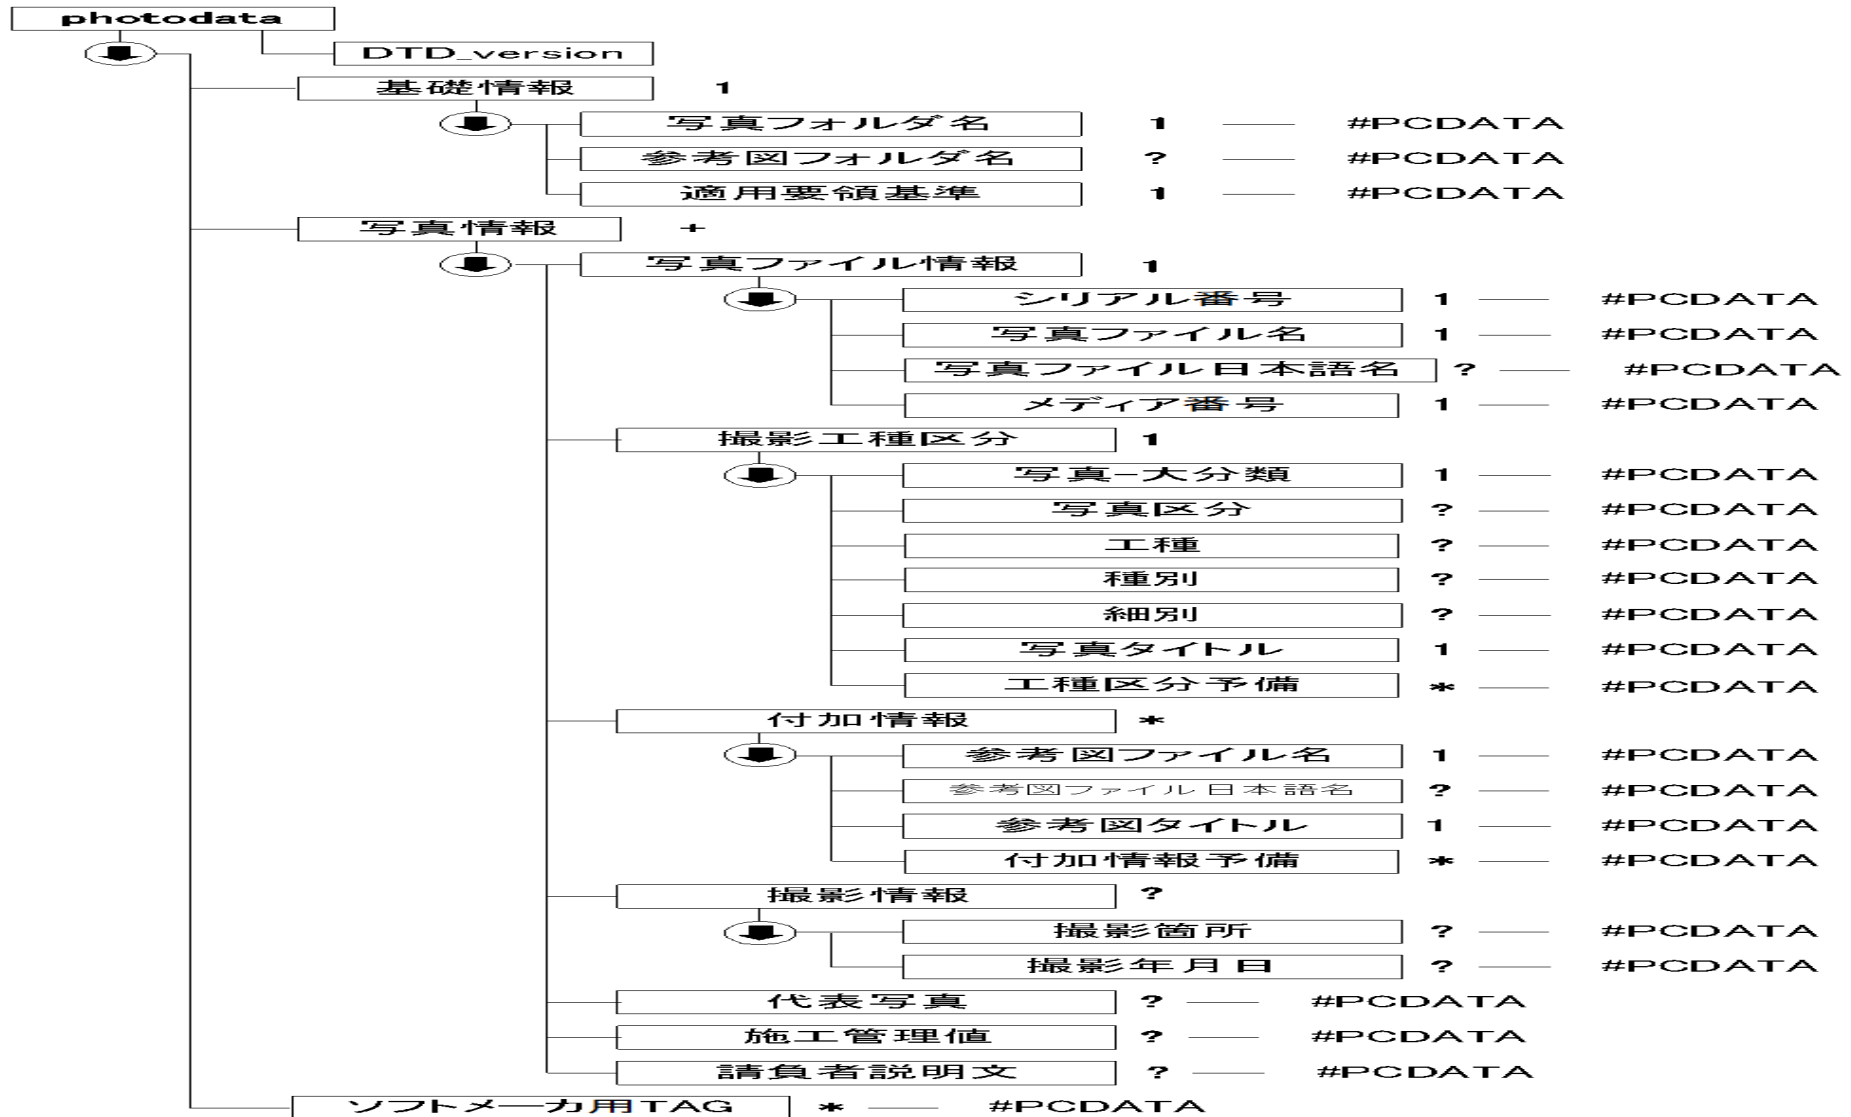 photodata
DTD_version
基礎情報 1
写真フォルダ名 1 #PCDATA
参考図フォルダ名 ? #PCDATA
適用要領基準 1 #PCDATA
写真情報 +
写真ファイル情報 1
シリアル番号 1 #PCDATA
写真ファイル名 1 #PCDATA
写真ファイル日本語名 ? #PCDATA
メディア番号 1 #PCDATA
撮影工種区分 1
写真-大分類 1 #PCDATA
写真区分 ? #PCDATA
工種 ? #PCDATA
種別 ? #PCDATA
細別 ? #PCDATA
写真タイトル 1 #PCDATA
工種区分予備 * #PCDATA
付加情報 *
参考図ファイル名 1 #PCDATA
参考図ファイル日本語名 ? #PCDATA
参考図タイトル 1 #PCDATA
付加情報予備 * #PCDATA
撮影情報 ?
撮影箇所 ? #PCDATA
撮影年月日 ? #PCDATA
代表写真 ? #PCDATA
施工管理値 ? #PCDATA
請負者説明文 ? #PCDATA
ソフトメーカ用TAG * #PCDATA